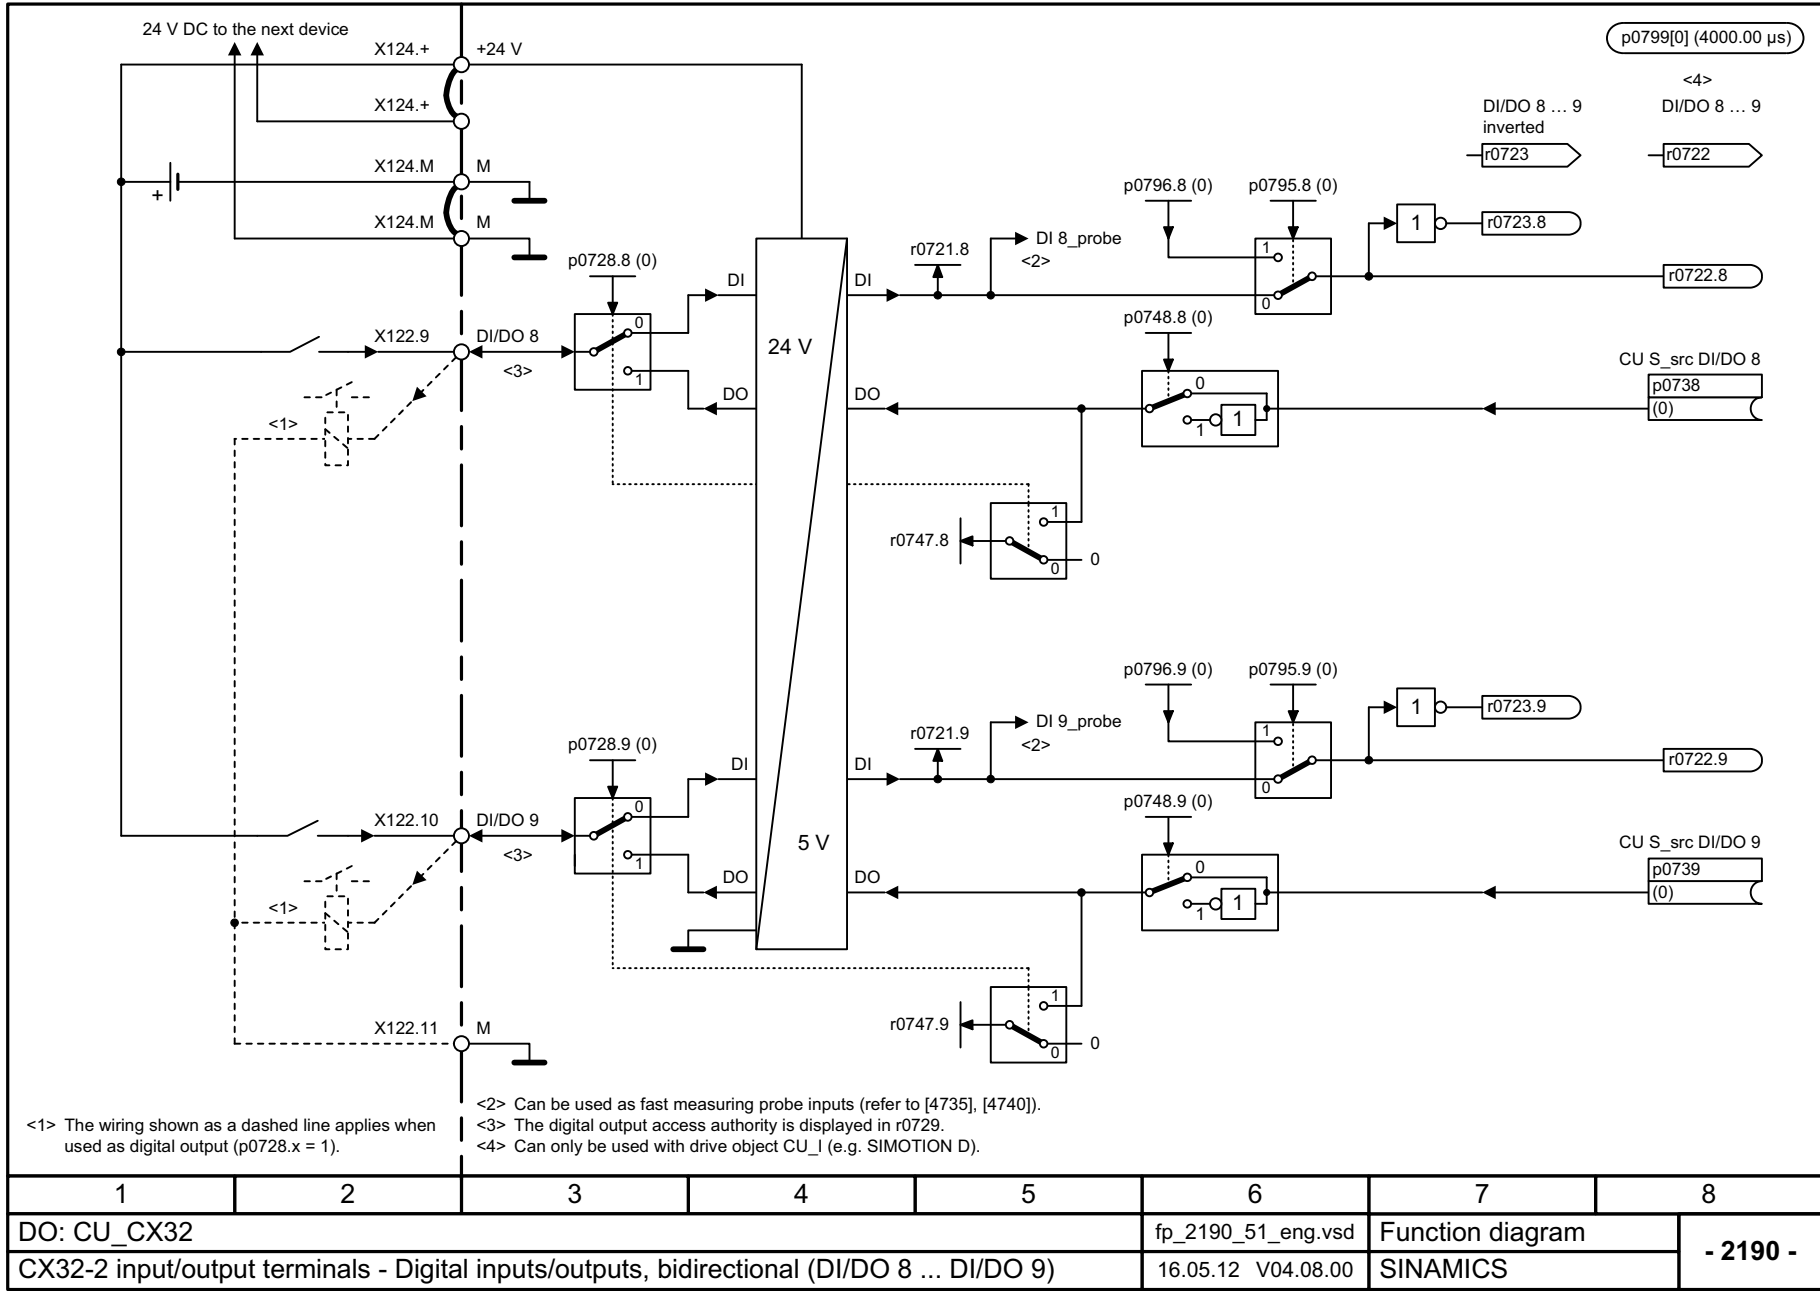 24 V DC to the next device
X124.+
+24 V
p0799[0] (4000.00 µs)
<4>
X124.+
DI/DO 8 … 9
inverted
DI/DO 8 … 9
r0723
r0722
X124.M
M
+
X124.M
M
p0796.8 (0)
p0795.8 (0)
1
r0723.8
p0728.8 (0)
r0721.8
DI 8_probe
<2>
1
0
r0722.8
DI
DI
p0748.8 (0)
X122.9
DI/DO 8
<3>
0
1
24 V
CU S_src DI/DO 8
p0738
(0)
DO
DO
0
1
1
<1>
r0747.8
1
0
0
p0796.9 (0)
p0795.9 (0)
1
r0723.9
p0728.9 (0)
r0721.9
DI 9_probe
<2>
1
0
r0722.9
DI
DI
p0748.9 (0)
X122.10
DI/DO 9
<3>
0
1
5 V
CU S_src DI/DO 9
p0739
(0)
DO
DO
0
1
1
<1>
r0747.9
1
0
0
X122.11
M
<1> The wiring shown as a dashed line applies when
used as digital output (p0728.x = 1).
<2> Can be used as fast measuring probe inputs (refer to [4735], [4740]).
<3> The digital output access authority is displayed in r0729.
<4> Can only be used with drive object CU_I (e.g. SIMOTION D).
1 2 3 4 5 6 7 8
DO: CU_CX32
fp_2190_51_eng.vsd
Function diagram
- 2190 -
CX32-2 input/output terminals - Digital inputs/outputs, bidirectional (DI/DO 8 ... DI/DO 9)
16.05.12 V04.08.00
SINAMICS